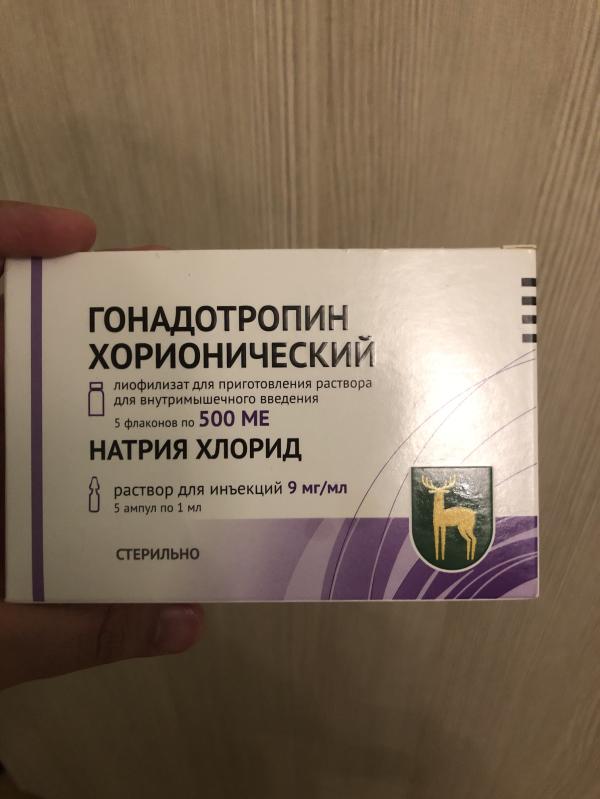 ГОНАДОТРОПИН
ХОРИОНИЧЕСКИЙ
лиофилизат для приготовления раствора
для внутримышечного введения
5 флаконов по 500 МЕ
НАТРИЯ ХЛОРИД
раствор для инъекций 9 мг/мл
5 ампул по 1 мл
СТЕРИЛЬНО